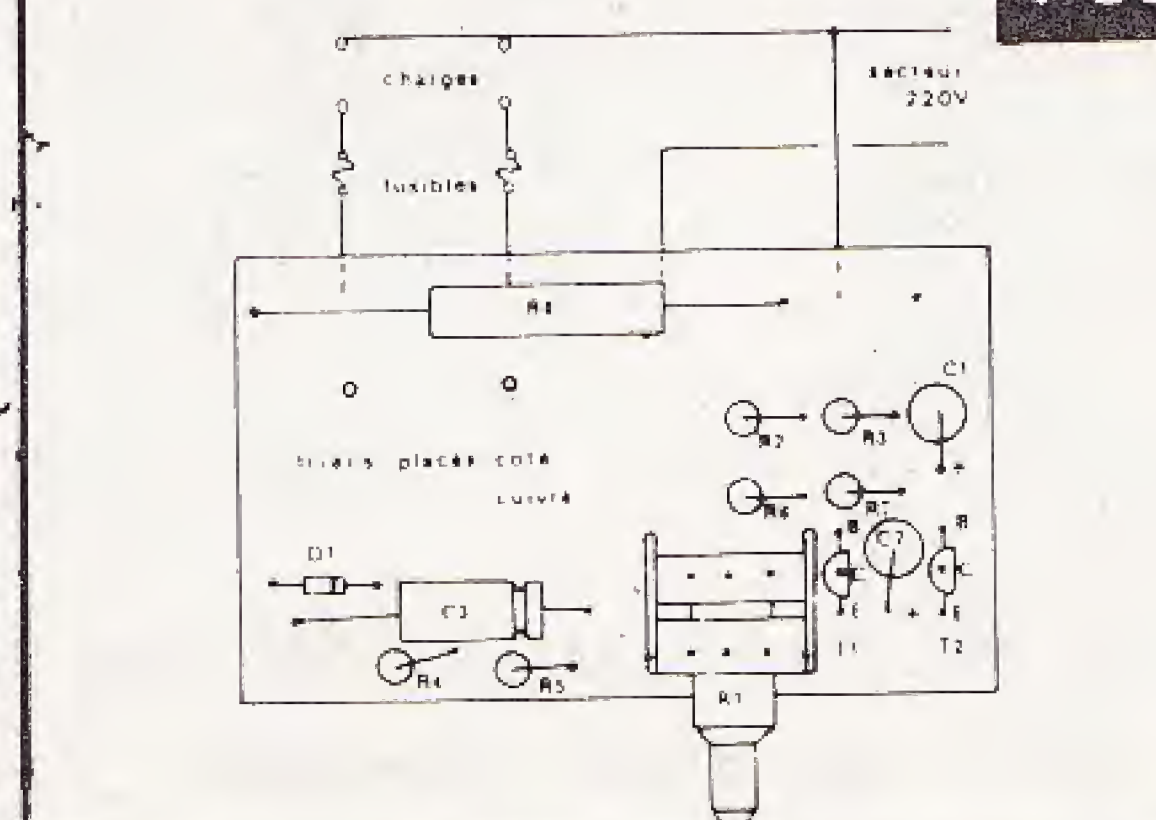 charges
secteur
220V
fusibles
R8
C1
R2
R3
triacs placés coté
cuivre
R6
R7
B
C2
B
D1
C
C
C3
E
+
E
T1
T2
R4
R5
R1
+